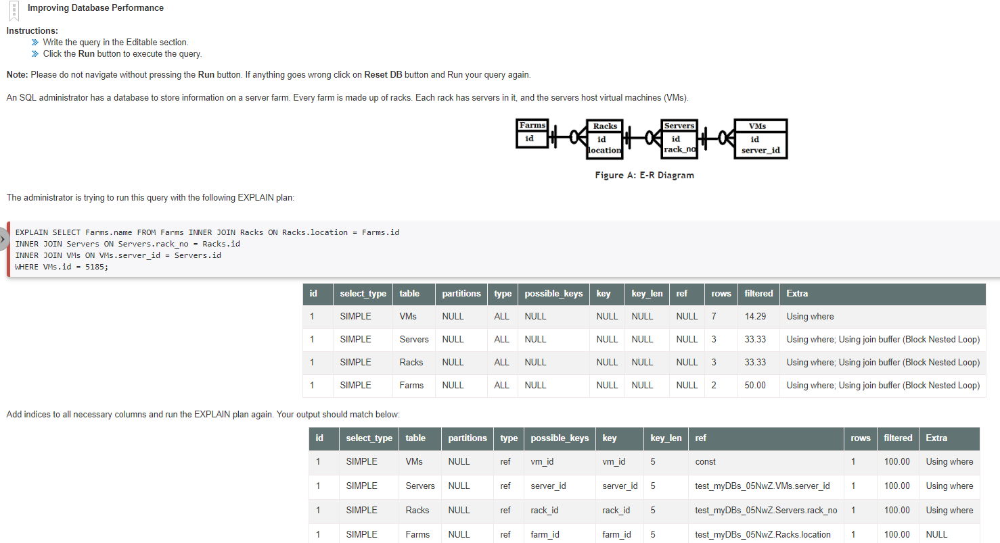 Improving Database Performance
Instructions:
Write the query in the Editable section.
Click the Run button to execute the query.
Note: Please do not navigate without pressing the Run button. If anything goes wrong click on Reset DB button and Run your query again.
An SQL administrator has a database to store information on a server farm. Every farm is made up of racks. Each rack has servers in it, and the servers host virtual machines (VMs).
Farms Racks Servers VMs
id id id id
location rack_no server_id
Figure A: E-R Diagram
The administrator is trying to run this query with the following EXPLAIN plan:
EXPLAIN SELECT Farms.name FROM Farms INNER JOIN Racks ON Racks.location = Farms.id
INNER JOIN Servers ON Servers.rack_no = Racks.id
INNER JOIN VMs ON VMs.server_id = Servers.id
WHERE VMs.id = 5185;
id select_type table partitions type possible_keys key key_len ref rows filtered Extra
1 SIMPLE VMs NULL ALL NULL NULL NULL NULL 7 14.29 Using where
1 SIMPLE Servers NULL ALL NULL NULL NULL NULL 3 33.33 Using where; Using join buffer (Block Nested Loop)
1 SIMPLE Racks NULL ALL NULL NULL NULL NULL 3 33.33 Using where; Using join buffer (Block Nested Loop)
1 SIMPLE Farms NULL ALL NULL NULL NULL NULL 2 50.00 Using where; Using join buffer (Block Nested Loop)
Add indices to all necessary columns and run the EXPLAIN plan again. Your output should match below:
id select_type table partitions type possible_keys key key_len ref rows filtered Extra
1 SIMPLE VMs NULL ref vm_id vm_id 5 const 1 100.00 Using where
1 SIMPLE Servers NULL ref server_id server_id 5 test_myDBs_05NwZ.VMs.server_id 1 100.00 Using where
1 SIMPLE Racks NULL ref rack_id rack_id 5 test_myDBs_05NwZ.Servers.rack_no 1 100.00 Using where
1 SIMPLE Farms NULL ref farm_id farm_id 5 test_myDBs_05NwZ.Racks.location 1 100.00 NULL